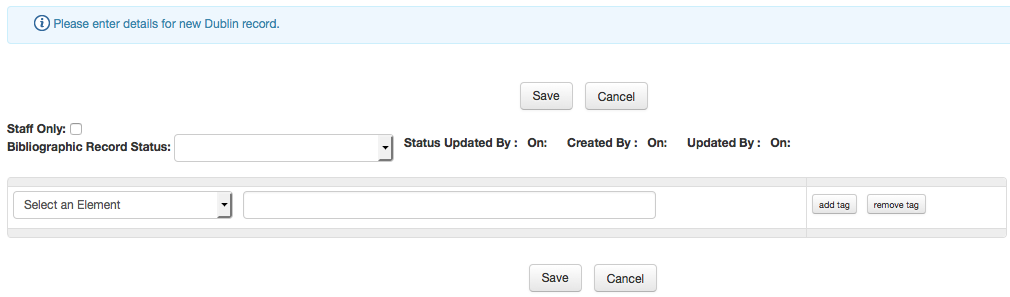 Please enter details for new Dublin record.
Save Cancel
Staff Only:
Bibliographic Record Status: Status Updated By : On: Created By : On: Updated By : On:
Select an Element add tag remove tag
Save Cancel